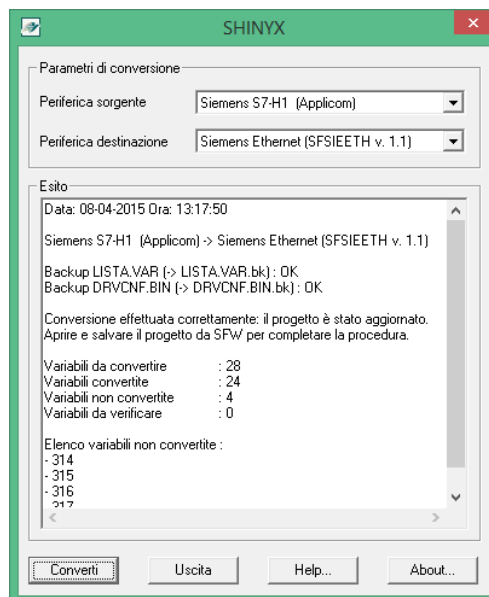 SHINYX
Parametri di conversione
Periferica sorgente
Siemens S7-H1 (Applicom)
Periferica destinazione
Siemens Ethernet (SFSIEETH v. 1.1)
Esito
Data: 08-04-2015 Ora: 13:17:50
Siemens S7-H1 (Applicom) -> Siemens Ethernet (SFSIEETH v. 1.1)
Backup LISTA.VAR (-> LISTA.VAR.bk) : OK
Backup DRVCNF.BIN (-> DRVCNF.BIN.bk) : OK
Conversione effettuata correttamente: il progetto è stato aggiornato.
Aprire e salvare il progetto da SFW per completare la procedura.
Variabili da convertire : 28
Variabili convertite : 24
Variabili non convertite : 4
Variabili da verificare : 0
Elenco variabili non convertite :
- 314
- 315
- 316
- 317
Converti Uscita Help... About...